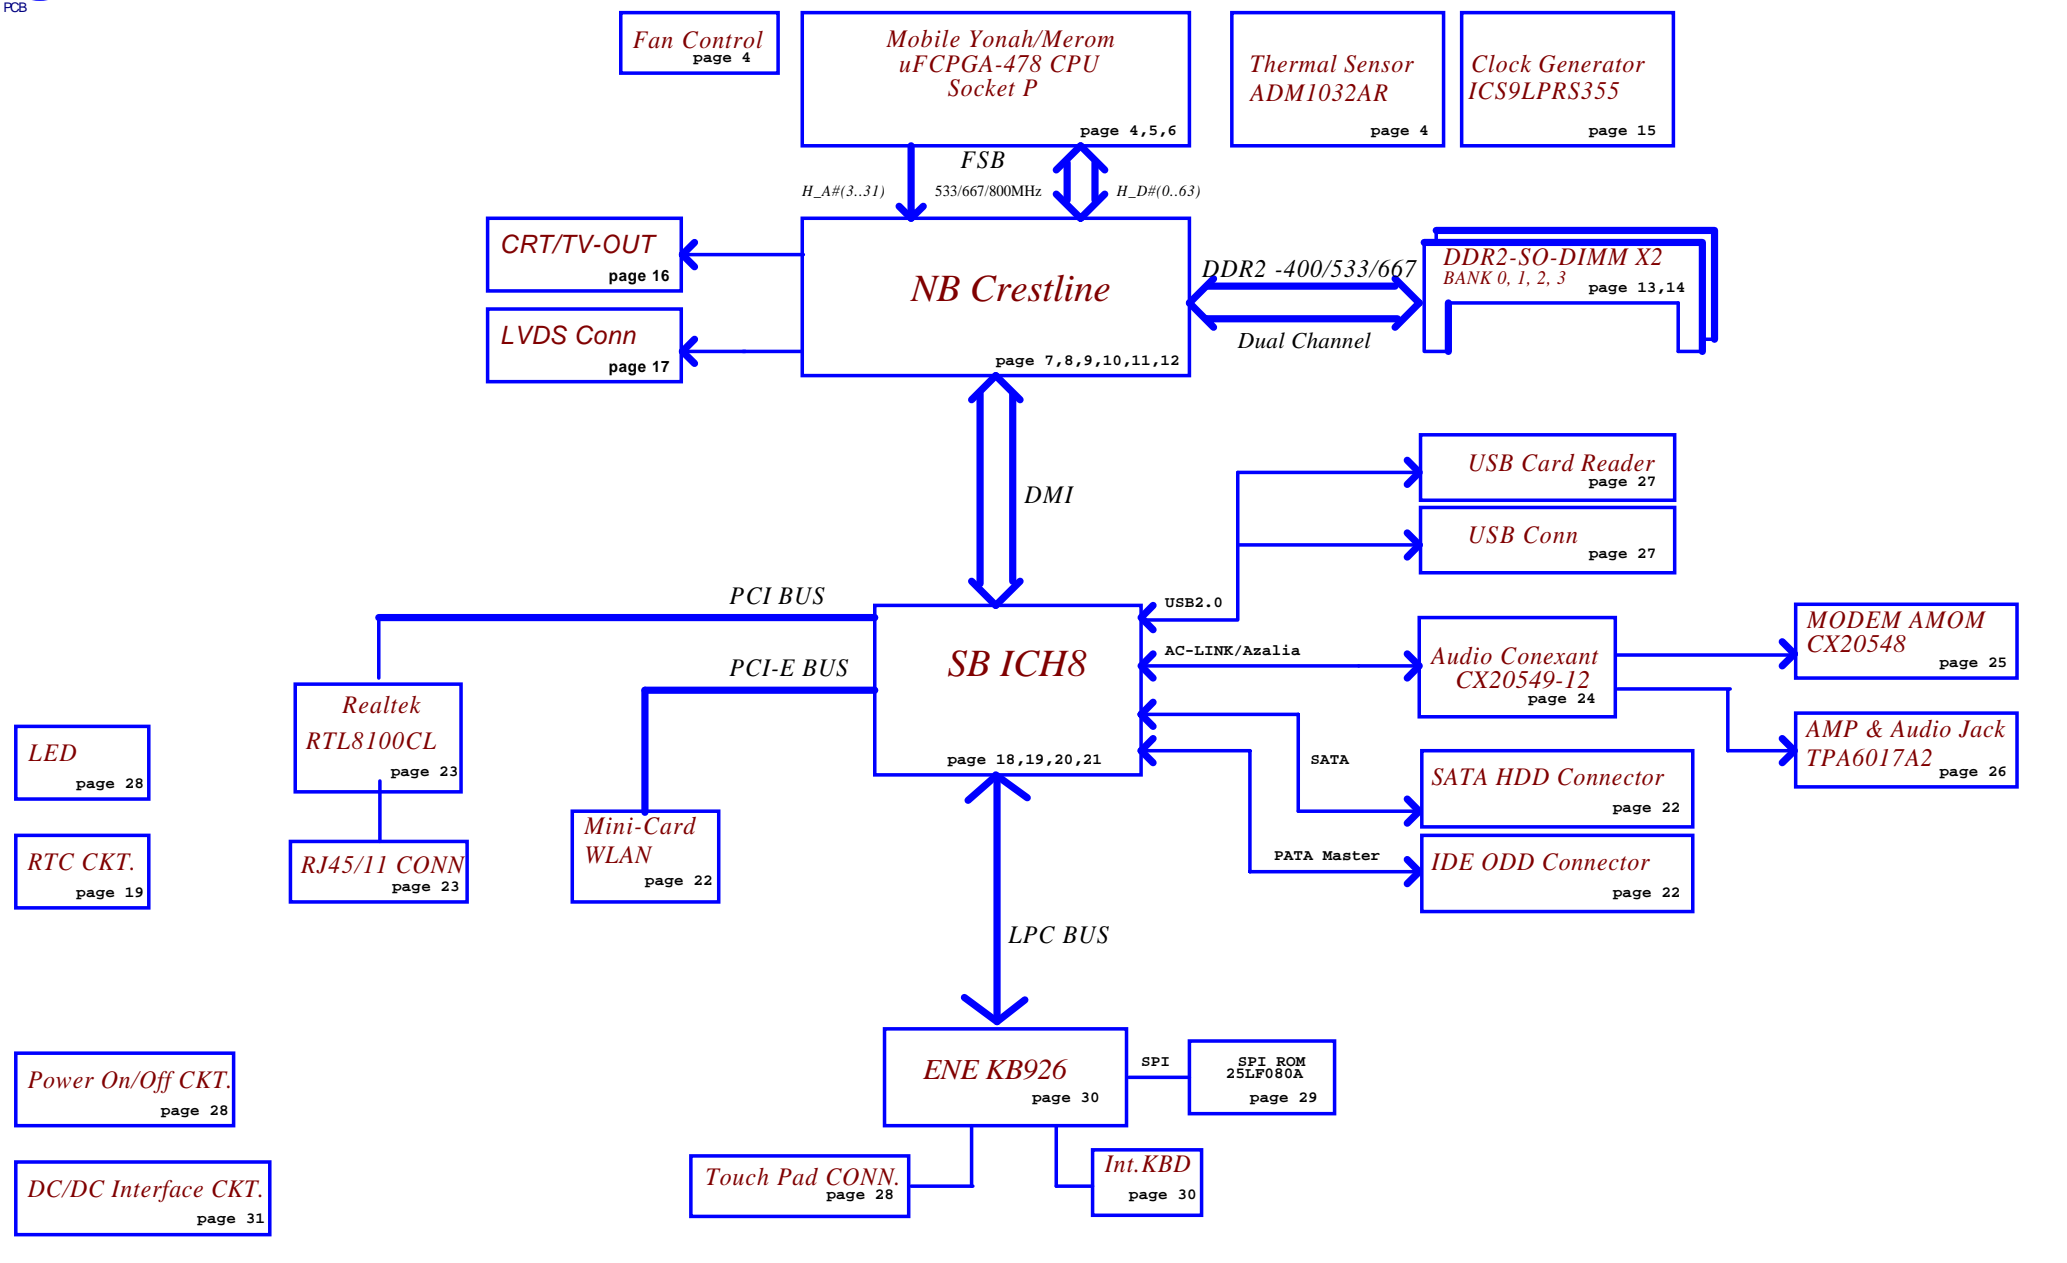 PCB
Fan Control
page 4
Mobile Yonah/Merom
uFCPGA-478 CPU
Socket P
page 4,5,6
Thermal Sensor
ADM1032AR
page 4
Clock Generator
ICS9LPRS355
page 15
FSB
H_A#(3..31)
533/667/800MHz
H_D#(0..63)
CRT/TV-OUT
page 16
LVDS Conn
page 17
NB Crestline
page 7,8,9,10,11,12
DDR2 -400/533/667
Dual Channel
DDR2-SO-DIMM X2
BANK 0, 1, 2, 3
page 13,14
DMI
USB Card Reader
page 27
USB Conn
page 27
PCI BUS
PCI-E BUS
SB ICH8
page 18,19,20,21
USB2.0
AC-LINK/Azalia
SATA
PATA Master
Audio Conexant
CX20549-12
page 24
MODEM AMOM
CX20548
page 25
AMP & Audio Jack
TPA6017A2
page 26
SATA HDD Connector
page 22
IDE ODD Connector
page 22
Realtek
RTL8100CL
page 23
RJ45/11 CONN
page 23
Mini-Card
WLAN
page 22
LED
page 28
RTC CKT.
page 19
LPC BUS
ENE KB926
page 30
SPI
SPI ROM
25LF080A
page 29
Touch Pad CONN.
page 28
Int.KBD
page 30
Power On/Off CKT.
page 28
DC/DC Interface CKT.
page 31